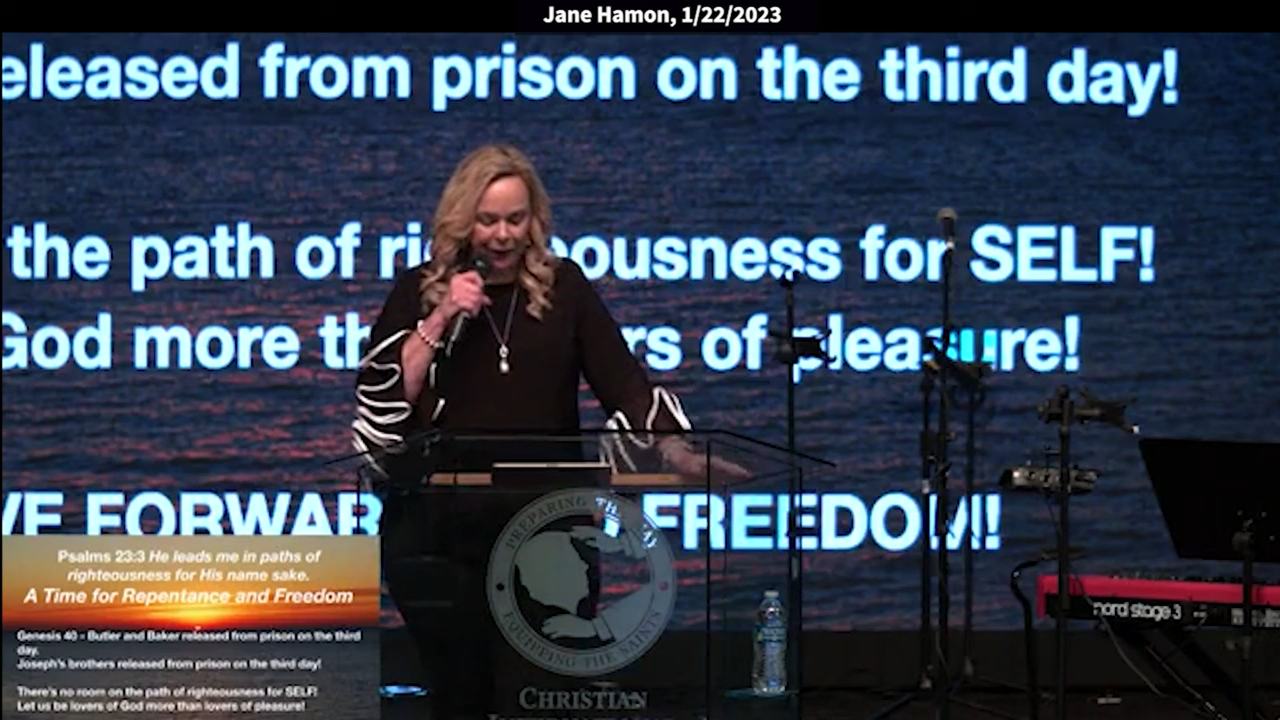 Jane Hamon, 1/22/2023
eleased from prison on the third day!
the path of ri ousness for SELF!
God more th rs of pleasure!
VE FORWAR FREEDOM!
PREPARING THE WAY
EQUIPPING THE SAINTS
CHRISTIAN
nord stage 3
Psalms 23:3 He leads me in paths of
righteousness for His name sake.
A Time for Repentance and Freedom
Genesis 40 - Butler and Baker released from prison on the third
day.
Joseph's brothers released from prison on the third day!
There's no room on the path of righteousness for SELF!
Let us be lovers of God more than lovers of pleasure!